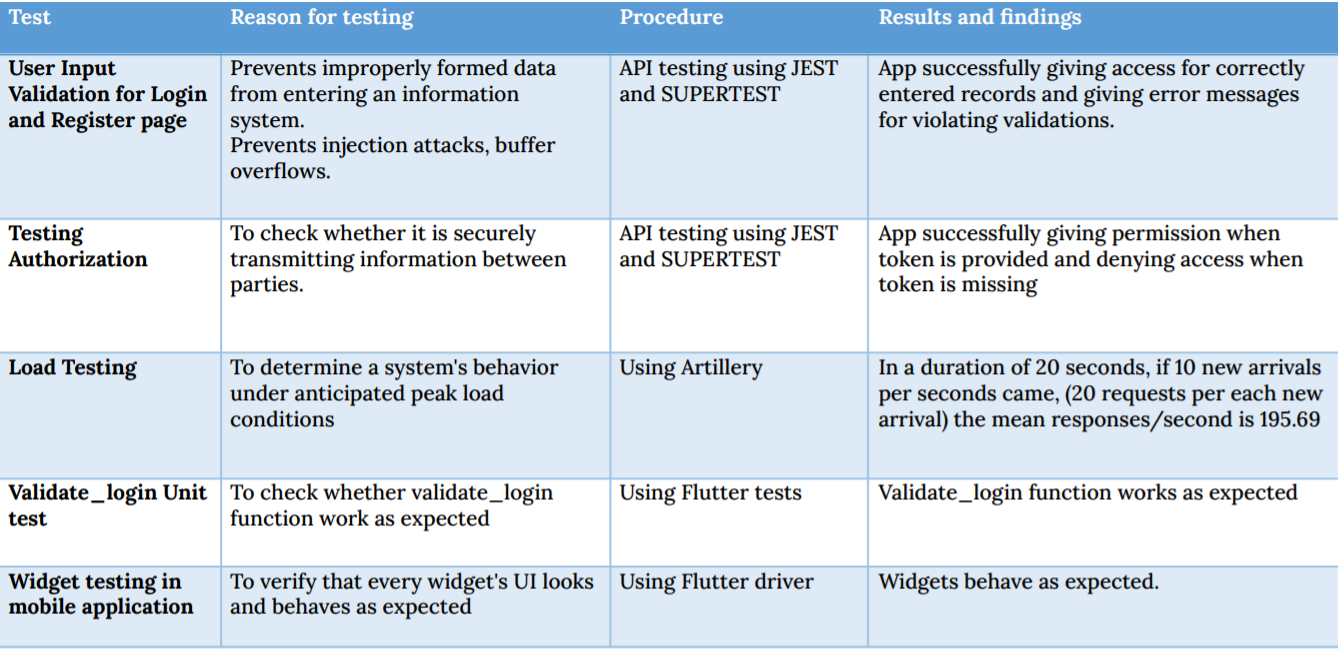 Test
Reason for testing
Procedure
Results and findings
User Input
Validation for Login
and Register page
Prevents improperly formed data
from entering an information
system.
Prevents injection attacks, buffer
overflows.
API testing using JEST
and SUPERTEST
App successfully giving access for correctly
entered records and giving error messages
for violating validations.
Testing
Authorization
To check whether it is securely
transmitting information between
parties.
API testing using JEST
and SUPERTEST
App successfully giving permission when
token is provided and denying access when
token is missing
Load Testing
To determine a system's behavior
under anticipated peak load
conditions
Using Artillery
In a duration of 20 seconds, if 10 new arrivals
per seconds came, (20 requests per each new
arrival) the mean responses/second is 195.69
Validate_login Unit
test
To check whether validate_login
function work as expected
Using Flutter tests
Validate_login function works as expected
Widget testing in
mobile application
To verify that every widget's UI looks
and behaves as expected
Using Flutter driver
Widgets behave as expected.